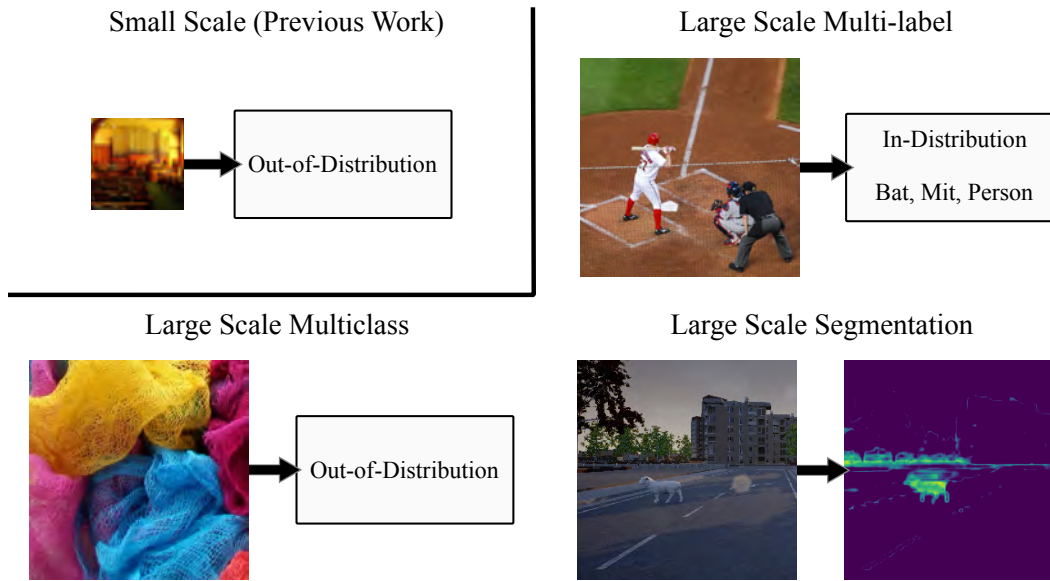 Small Scale (Previous Work)
Out-of-Distribution
Large Scale Multi-label
In-Distribution
Bat, Mit, Person
Large Scale Multiclass
Out-of-Distribution
Large Scale Segmentation